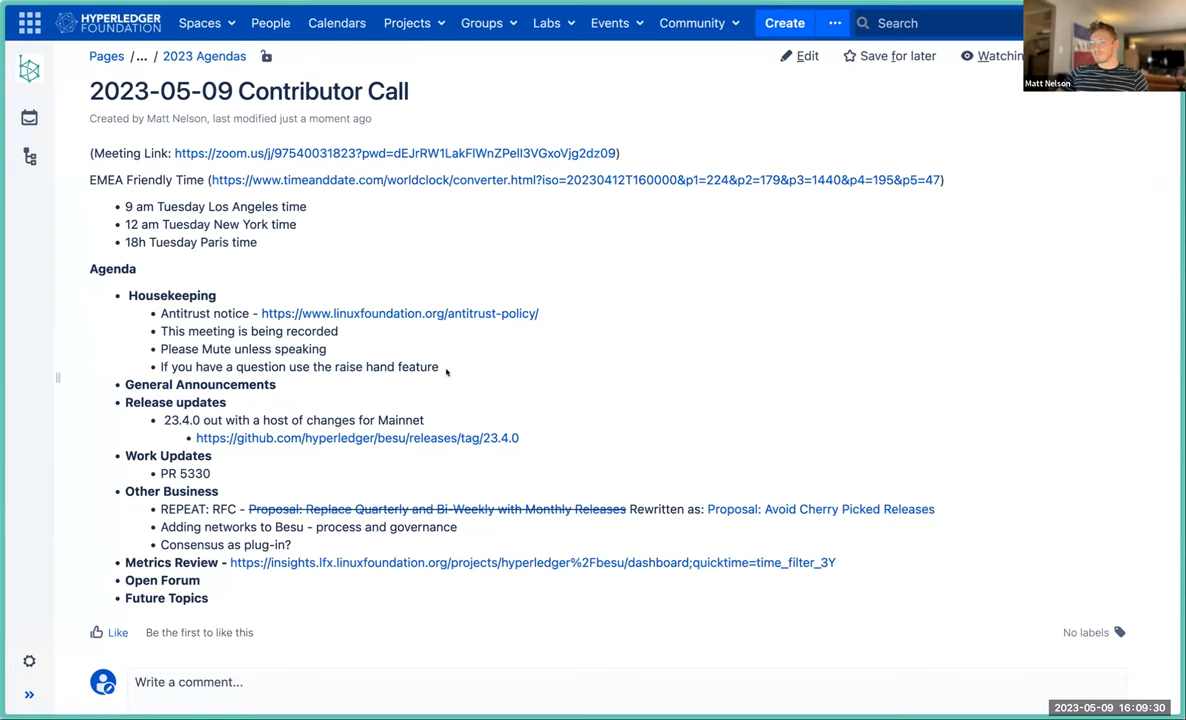 HYPERLEDGER FOUNDATION Spaces People Calendars Projects Groups Labs Events Community Create ... Search
Pages /... / 2023 Agendas Edit Save for later Watchin
Matt Nelson
2023-05-09 Contributor Call
Created by Matt Nelson, last modified just a moment ago
(Meeting Link: https://zoom.us/j/97540031823?pwd=dEJrRW1LakFlWnZPell3VGxoVjg2dz09)
EMEA Friendly Time (https://www.timeanddate.com/worldclock/converter.html?iso=20230412T160000&p1=224&p2=179&p3=1440&p4=195&p5=47)
• 9 am Tuesday Los Angeles time
• 12 am Tuesday New York time
• 18h Tuesday Paris time
Agenda
• Housekeeping
• Antitrust notice - https://www.linuxfoundation.org/antitrust-policy/
• This meeting is being recorded
• Please Mute unless speaking
• If you have a question use the raise hand feature
• General Announcements
• Release updates
• 23.4.0 out with a host of changes for Mainnet
• https://github.com/hyperledger/besu/releases/tag/23.4.0
• Work Updates
• PR 5330
• Other Business
• REPEAT: RFC - Proposal: Replace Quarterly and Bi-Weekly with Monthly Releases Rewritten as: Proposal: Avoid Cherry Picked Releases
• Adding networks to Besu - process and governance
• Consensus as plug-in?
• Metrics Review - https://insights.lfx.linuxfoundation.org/projects/hyperledger%2Fbesu/dashboard;quicktime=time_filter_3Y
• Open Forum
• Future Topics
Like Be the first to like this No labels
Write a comment...
2023-05-09 16:09:30